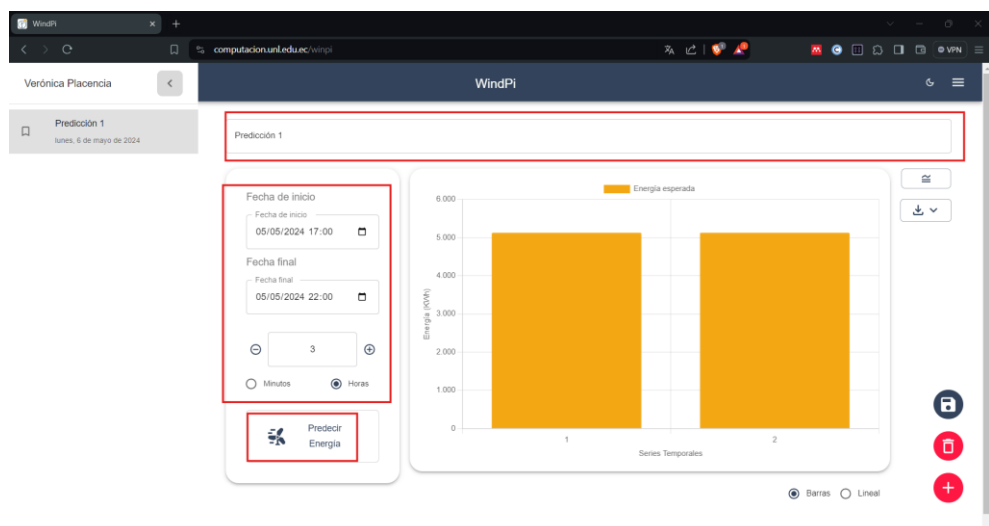 WindPi
computacion.unl.edu.ec/winpi
VPN
Verónica Placencia
WindPi
Predicción 1
lunes, 6 de mayo de 2024
Predicción 1
Fecha de inicio
Fecha de inicio
05/05/2024 17:00
Fecha final
Fecha final
05/05/2024 22:00
3
Minutos
Horas
Predecir
Energía
Energía esperada
6.000
5.000
4.000
3.000
2.000
1.000
0
Energía (KWh)
1
2
Series Temporales
Barras
Lineal